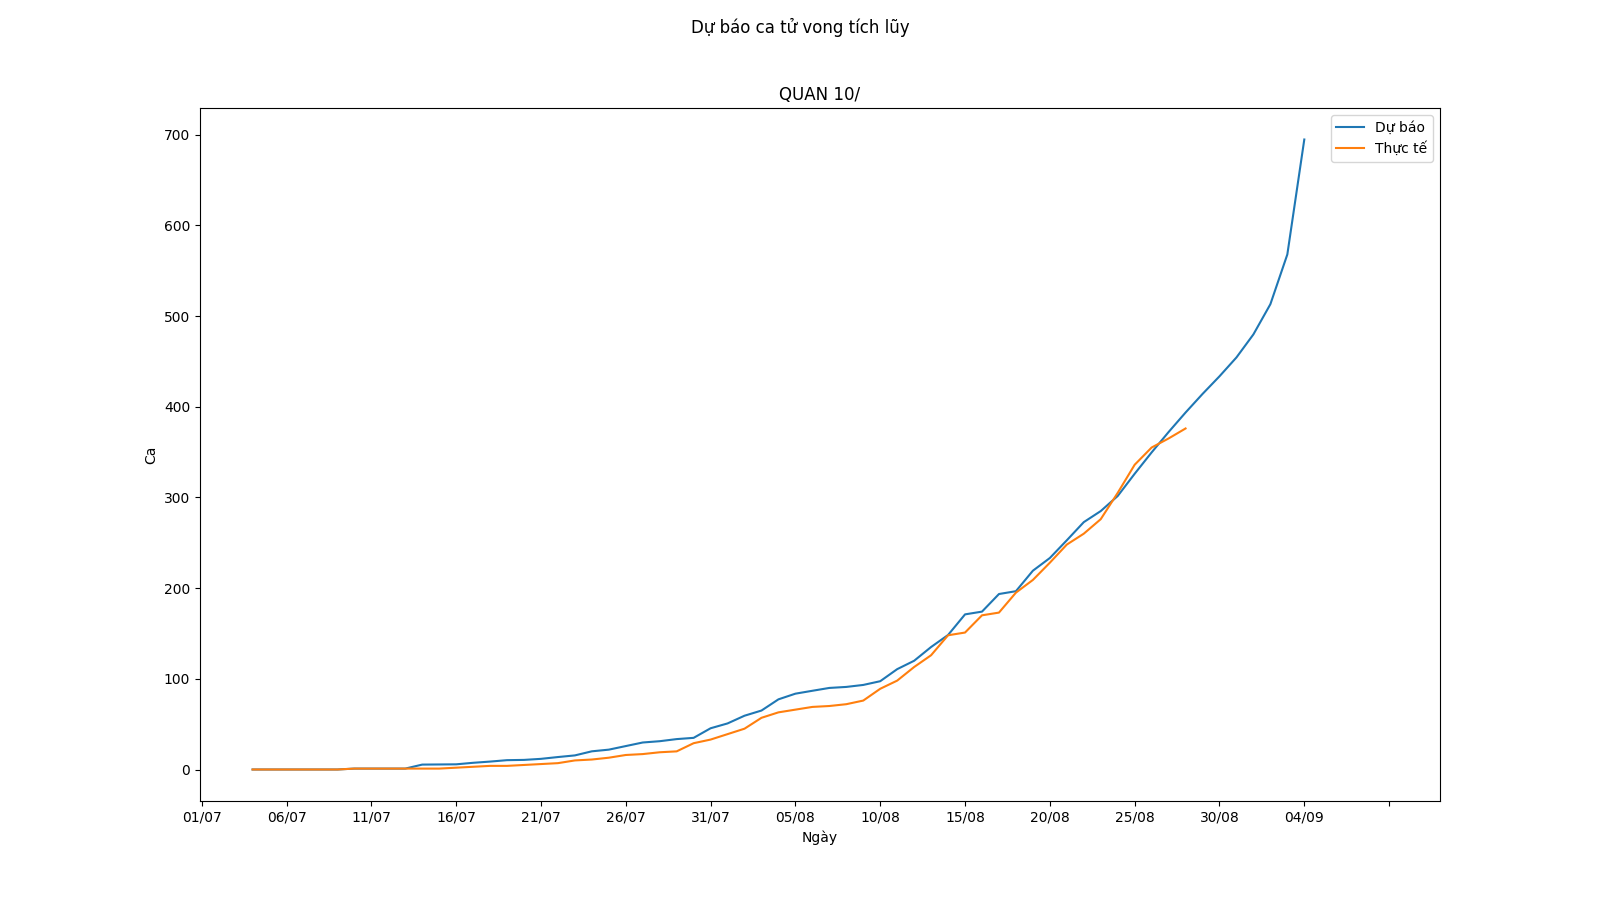 Dự báo ca tử vong tích lũy
QUAN 10/
Dự báo
Thực tế
700
600
500
400
300
200
100
0
Ca
01/07 06/07 11/07 16/07 21/07 26/07 31/07 05/08 10/08 15/08 20/08 25/08 30/08 04/09
Ngày